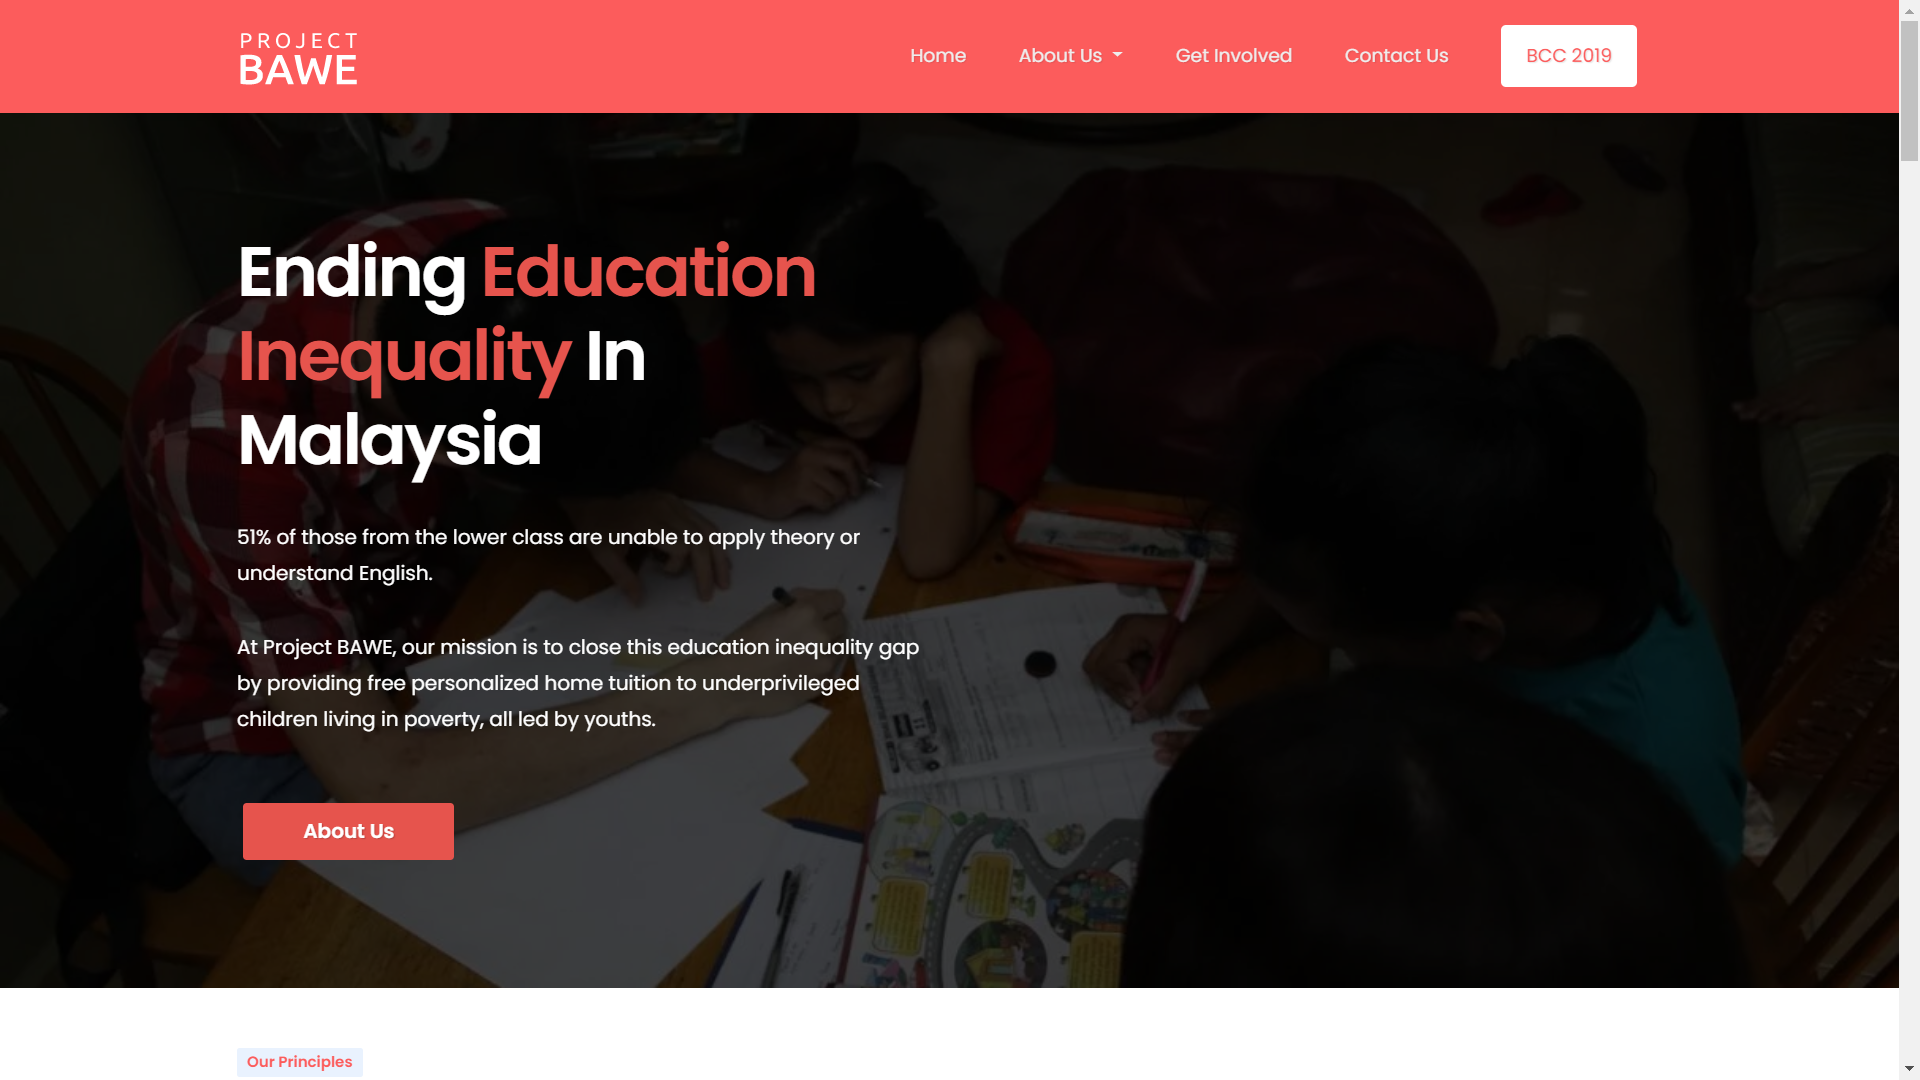 PROJECT
BAWE
Home
About Us
Get Involved
Contact Us
BCC 2019
Ending Education
Inequality In
Malaysia
51% of those from the lower class are unable to apply theory or
understand English.
At Project BAWE, our mission is to close this education inequality gap
by providing free personalized home tuition to underprivileged
children living in poverty, all led by youths.
About Us
Our Principles